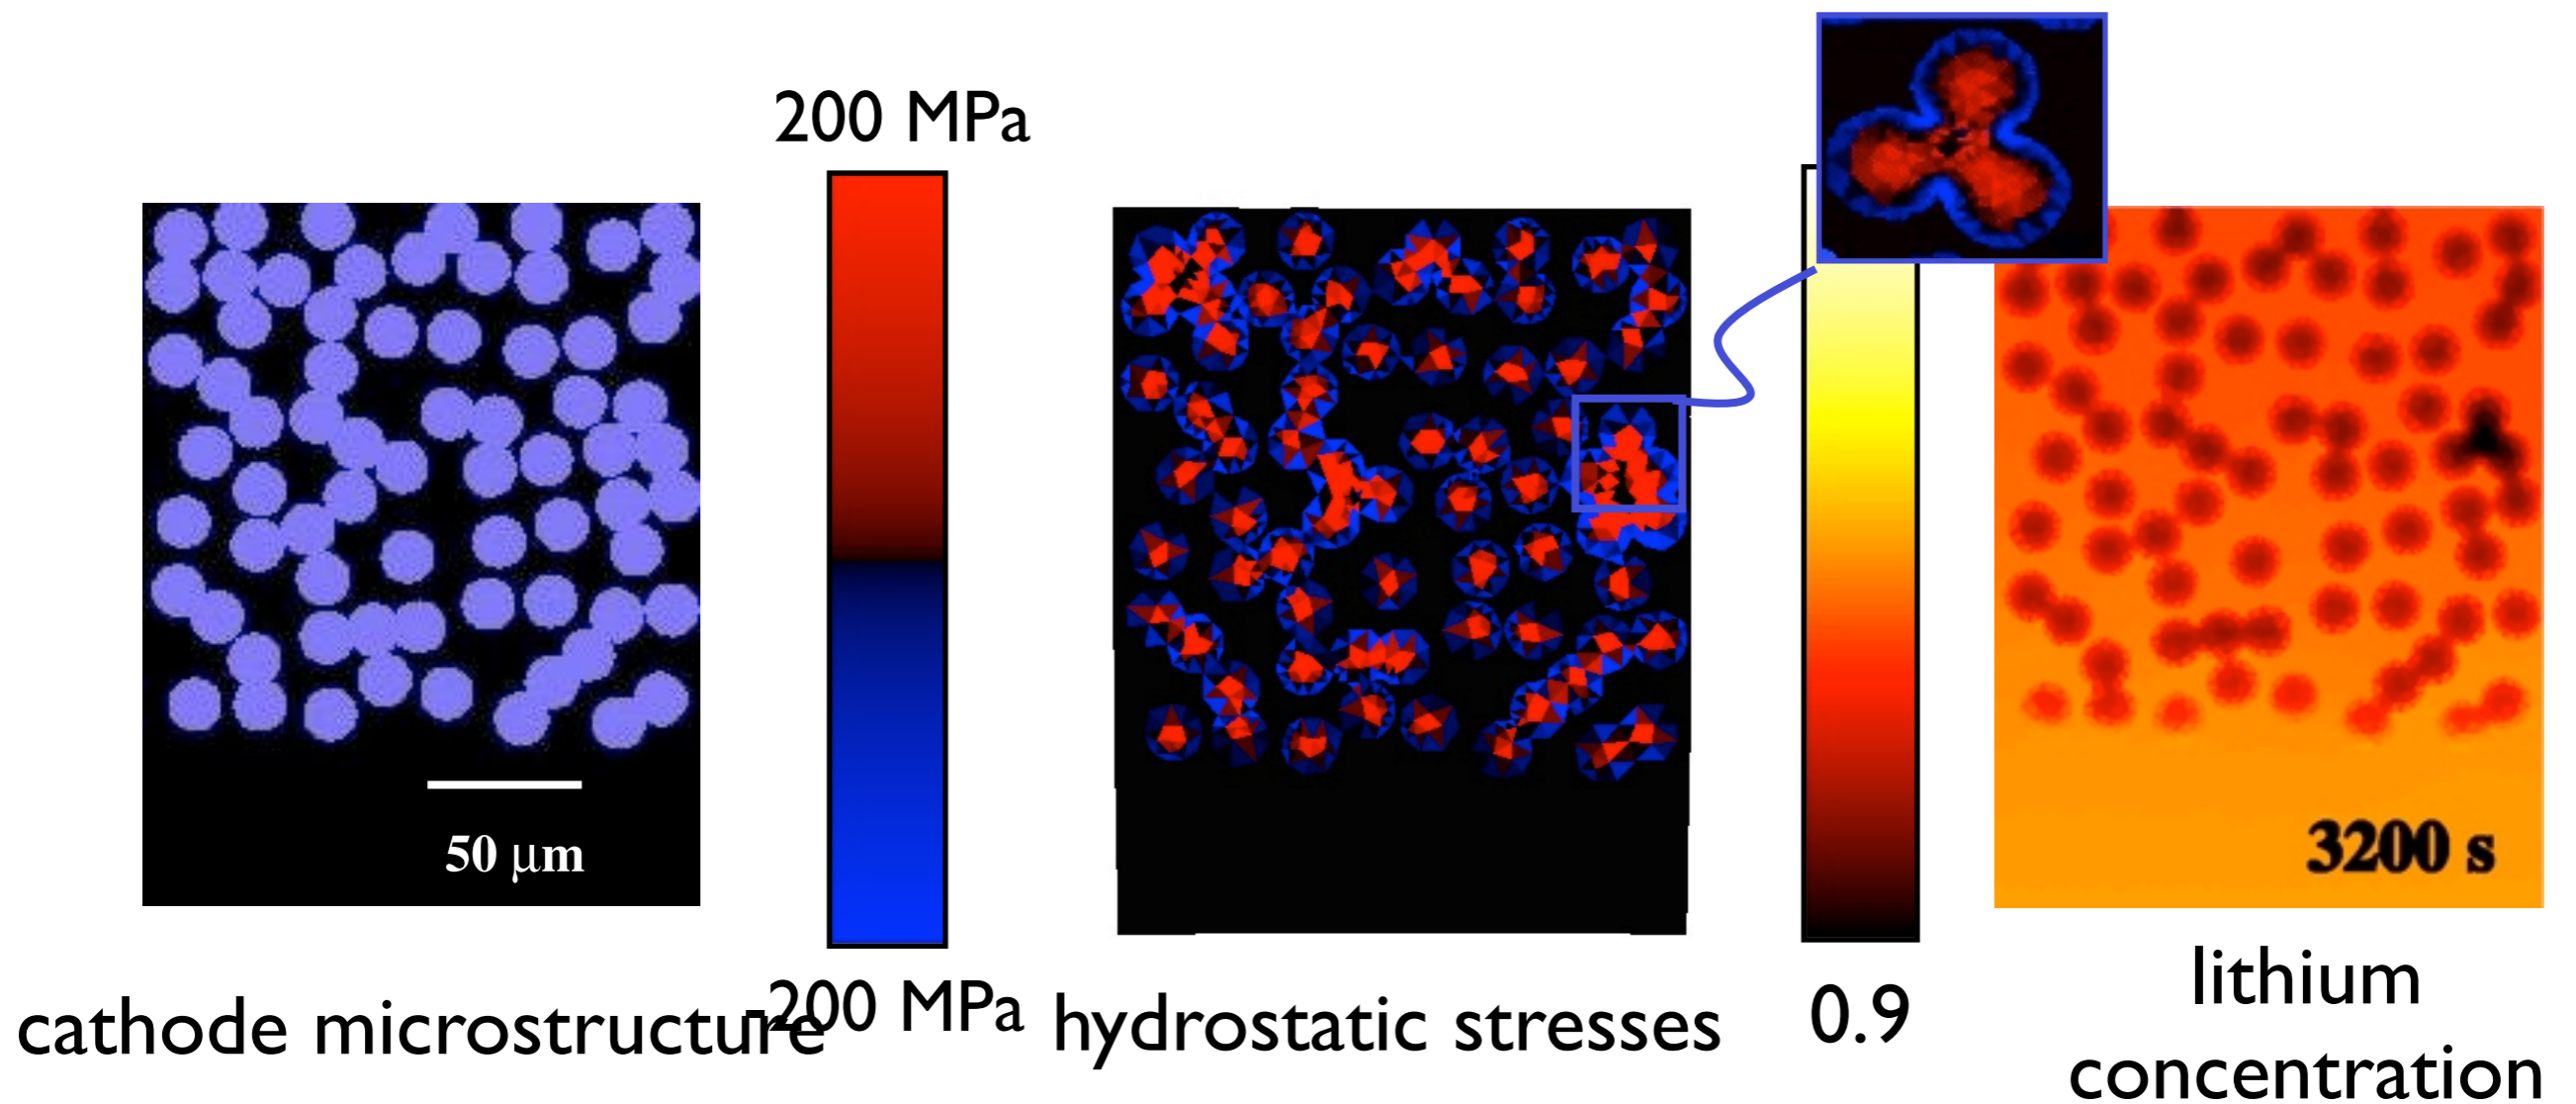 200 MPa
50 μm
3200 s
cathode microstructure
-200 MPa
hydrostatic stresses
0.9
lithium
concentration